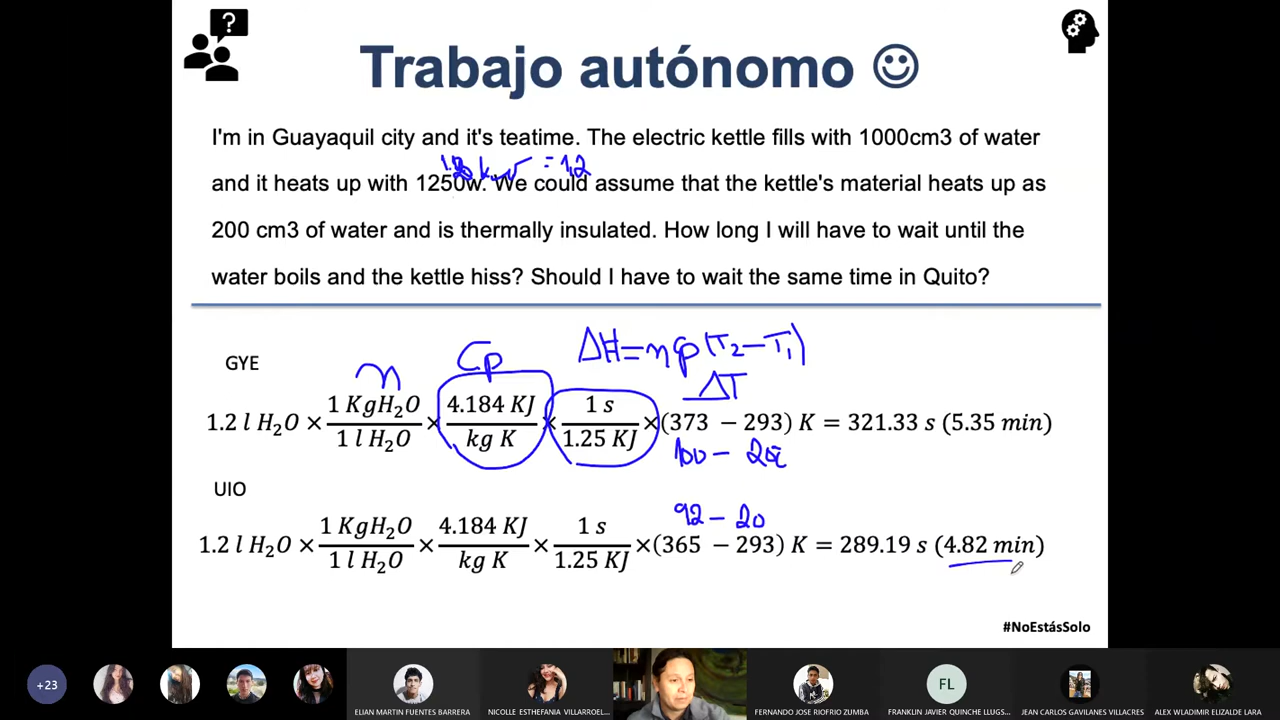 ?
Trabajo autónomo
I'm in Guayaquil city and it's teatime. The electric kettle fills with 1000cm3 of water
= 1,2
and it heats up with 1250w. We could assume that the kettle's material heats up as
200 cm3 of water and is thermally insulated. How long I will have to wait until the
water boils and the kettle hiss? Should I have to wait the same time in Quito?
ΔH = n Cp (T₂ – T₁)
GYE
n Cp ΔT
1.2 l H₂O × 1 KgH₂O / 1 l H₂O × 4.184 KJ / kg K × 1 s / 1.25 KJ × (373 − 293) K = 321.33 s (5.35 min)
100 –
UIO
92 – 20
1.2 l H₂O × 1 KgH₂O / 1 l H₂O × 4.184 KJ / kg K × 1 s / 1.25 KJ × (365 − 293) K = 289.19 s (4.82 min)
#NoEstásSolo
+23
FL
ELIAN MARTIN FUENTES BARRERA
NICOLLE ESTHEFANIA VILLARROEL...
FERNANDO JOSE RIOFRIO ZUMBA
FRANKLIN JAVIER QUINCHE LLUGS...
JEAN CARLOS GAVILANES VILLACRES
ALEX WLADIMIR ELIZALDE LARA